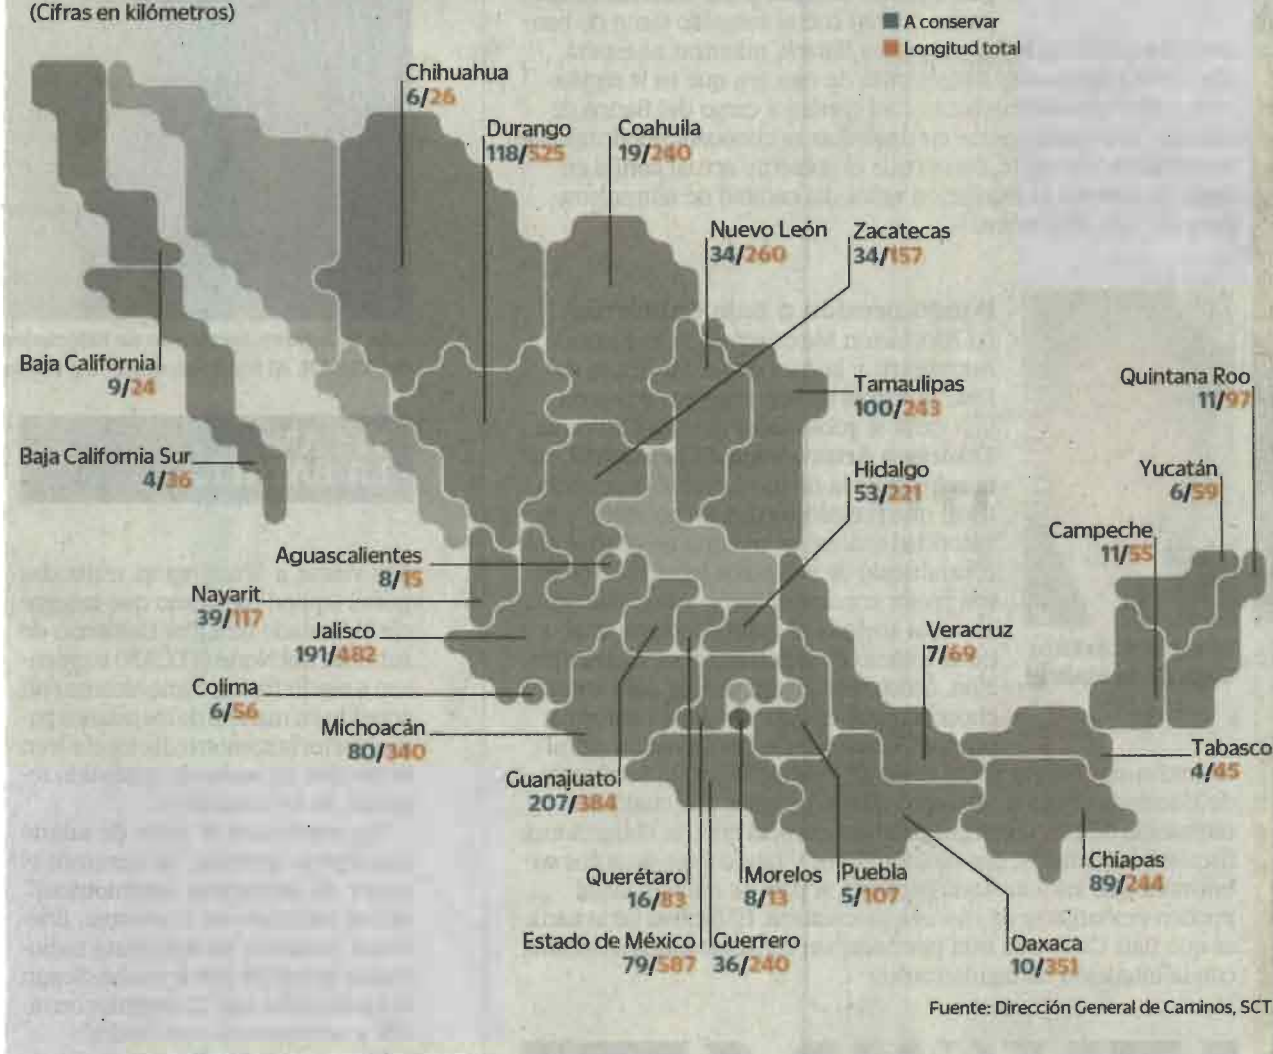 (Cifras en kilómetros)
A conservar
Longitud total
Chihuahua
6/26
Durango
118/525
Coahuila
19/240
Nuevo León
34/260
Zacatecas
34/157
Baja California
9/24
Tamaulipas
100/243
Quintana Roo
11/97
Baja California Sur
4/36
Hidalgo
53/221
Yucatán
6/59
Campeche
11/55
Aguascalientes
8/15
Nayarit
39/117
Jalisco
191/482
Veracruz
7/69
Colima
6/56
Michoacán
80/340
Tabasco
4/45
Guanajuato
207/384
Chiapas
89/244
Querétaro
16/83
Morelos
8/13
Puebla
5/107
Estado de México
79/587
Guerrero
36/240
Oaxaca
10/351
Fuente: Dirección General de Caminos, SCT